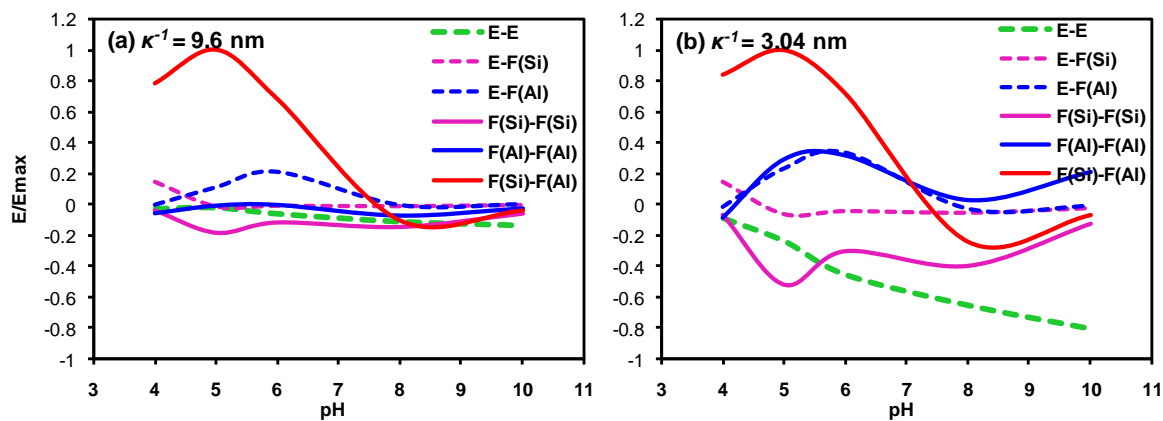 (a) κ⁻¹ = 9.6 nm
E-E
E-F(Si)
E-F(Al)
F(Si)-F(Si)
F(Al)-F(Al)
F(Si)-F(Al)
1.2
1
0.8
0.6
0.4
0.2
0
-0.2
-0.4
-0.6
-0.8
-1
E/Emax
3 4 5 6 7 8 9 10 11
pH
(b) κ⁻¹ = 3.04 nm
E-E
E-F(Si)
E-F(Al)
F(Si)-F(Si)
F(Al)-F(Al)
F(Si)-F(Al)
1.2
1
0.8
0.6
0.4
0.2
0
-0.2
-0.4
-0.6
-0.8
-1
3 4 5 6 7 8 9 10 11
pH